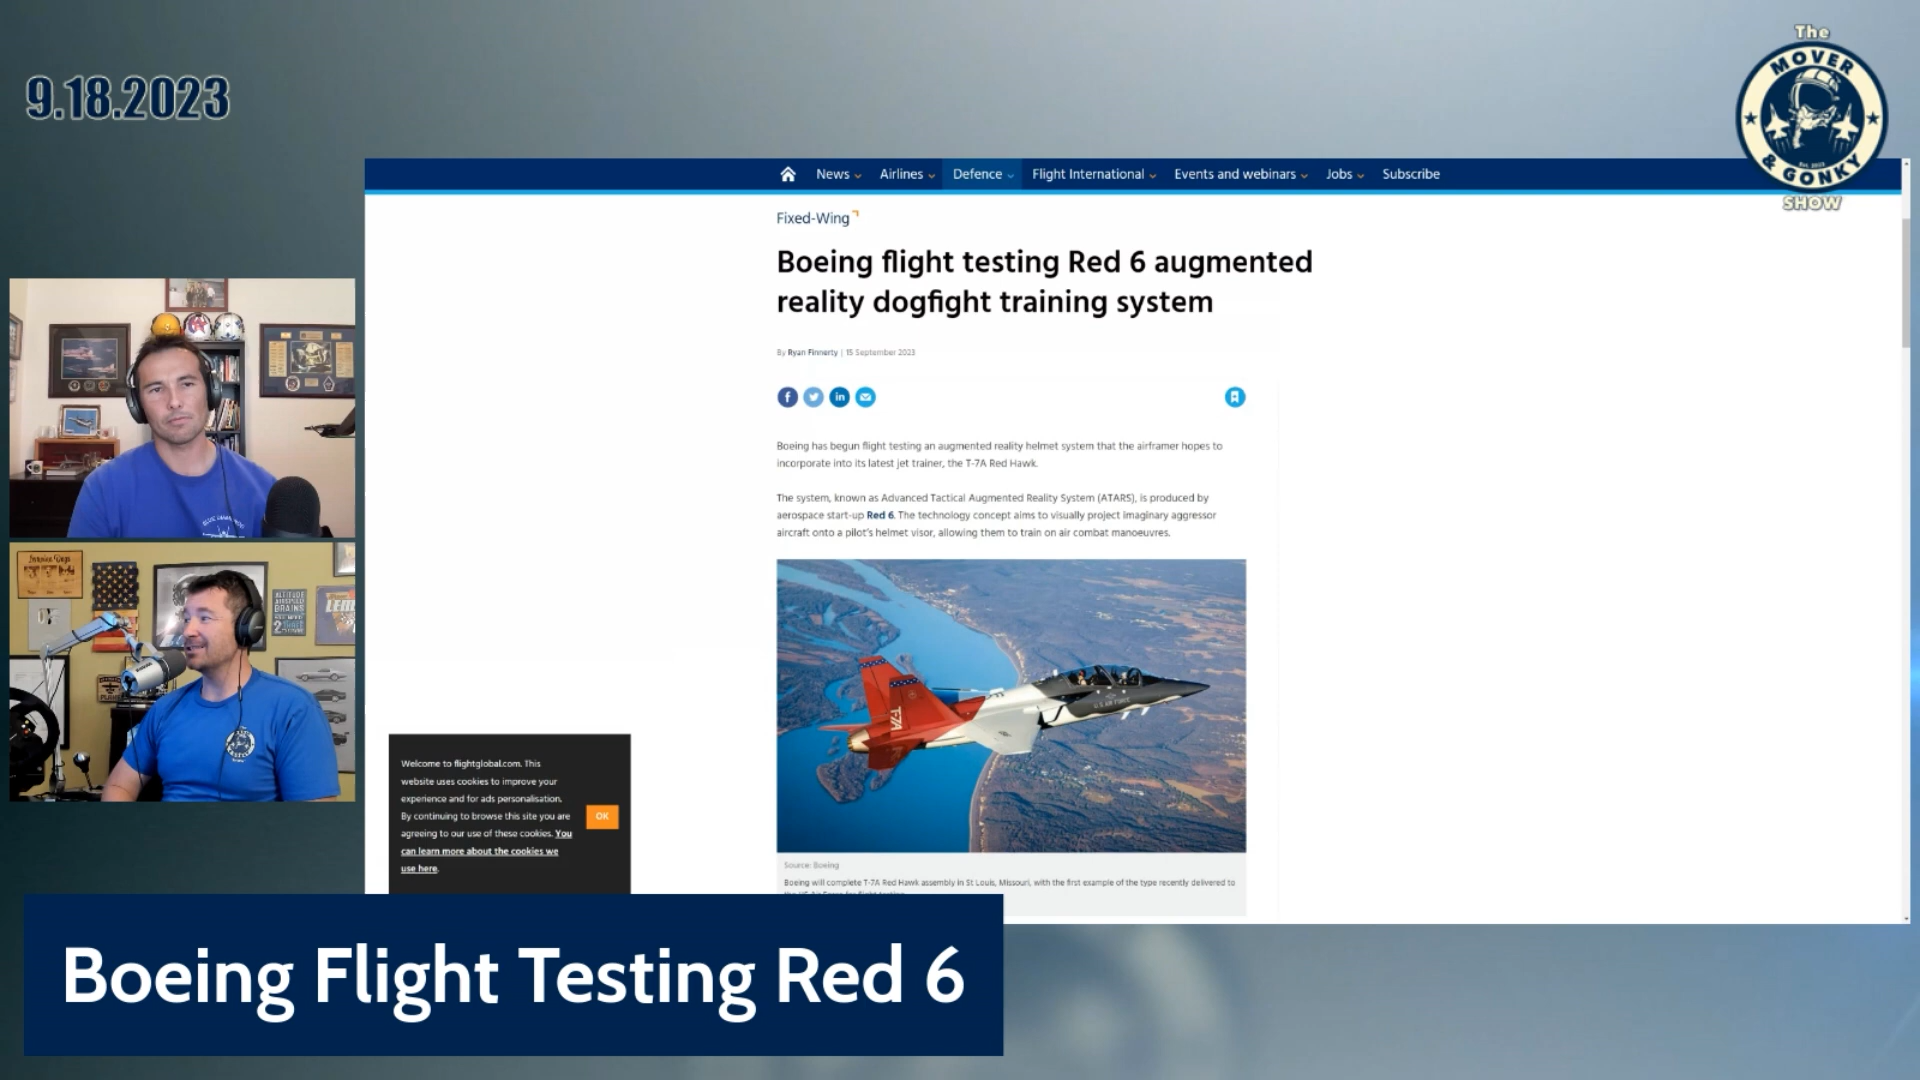 9.18.2023
The
MOVER
& GONKY
SHOW
News
Airlines
Defence
Flight International
Events and webinars
Jobs
Subscribe
Fixed-Wing
Boeing flight testing Red 6 augmented
reality dogfight training system
By Ryan Finnerty | 15 September 2023
Boeing has begun flight testing an augmented reality helmet system that the airframer hopes to
incorporate into its latest jet trainer, the T-7A Red Hawk.
The system, known as Advanced Tactical Augmented Reality System (ATARS), is produced by
aerospace start-up Red 6. The technology concept aims to visually project imaginary aggressor
aircraft onto a pilot's helmet visor, allowing them to train on air combat manoeuvres.
T-7A
U.S. AIR FORCE
Source: Boeing
Boeing will complete T-7A Red Hawk assembly in St Louis, Missouri, with the first example of the type recently delivered to
Welcome to flightglobal.com. This
website uses cookies to improve your
experience and for ads personalisation.
By continuing to browse this site you are
agreeing to our use of these cookies. You
can learn more about the cookies we
use here.
OK
ALTITUDE
AIRSPEED
BRAINS
Boeing Flight Testing Red 6